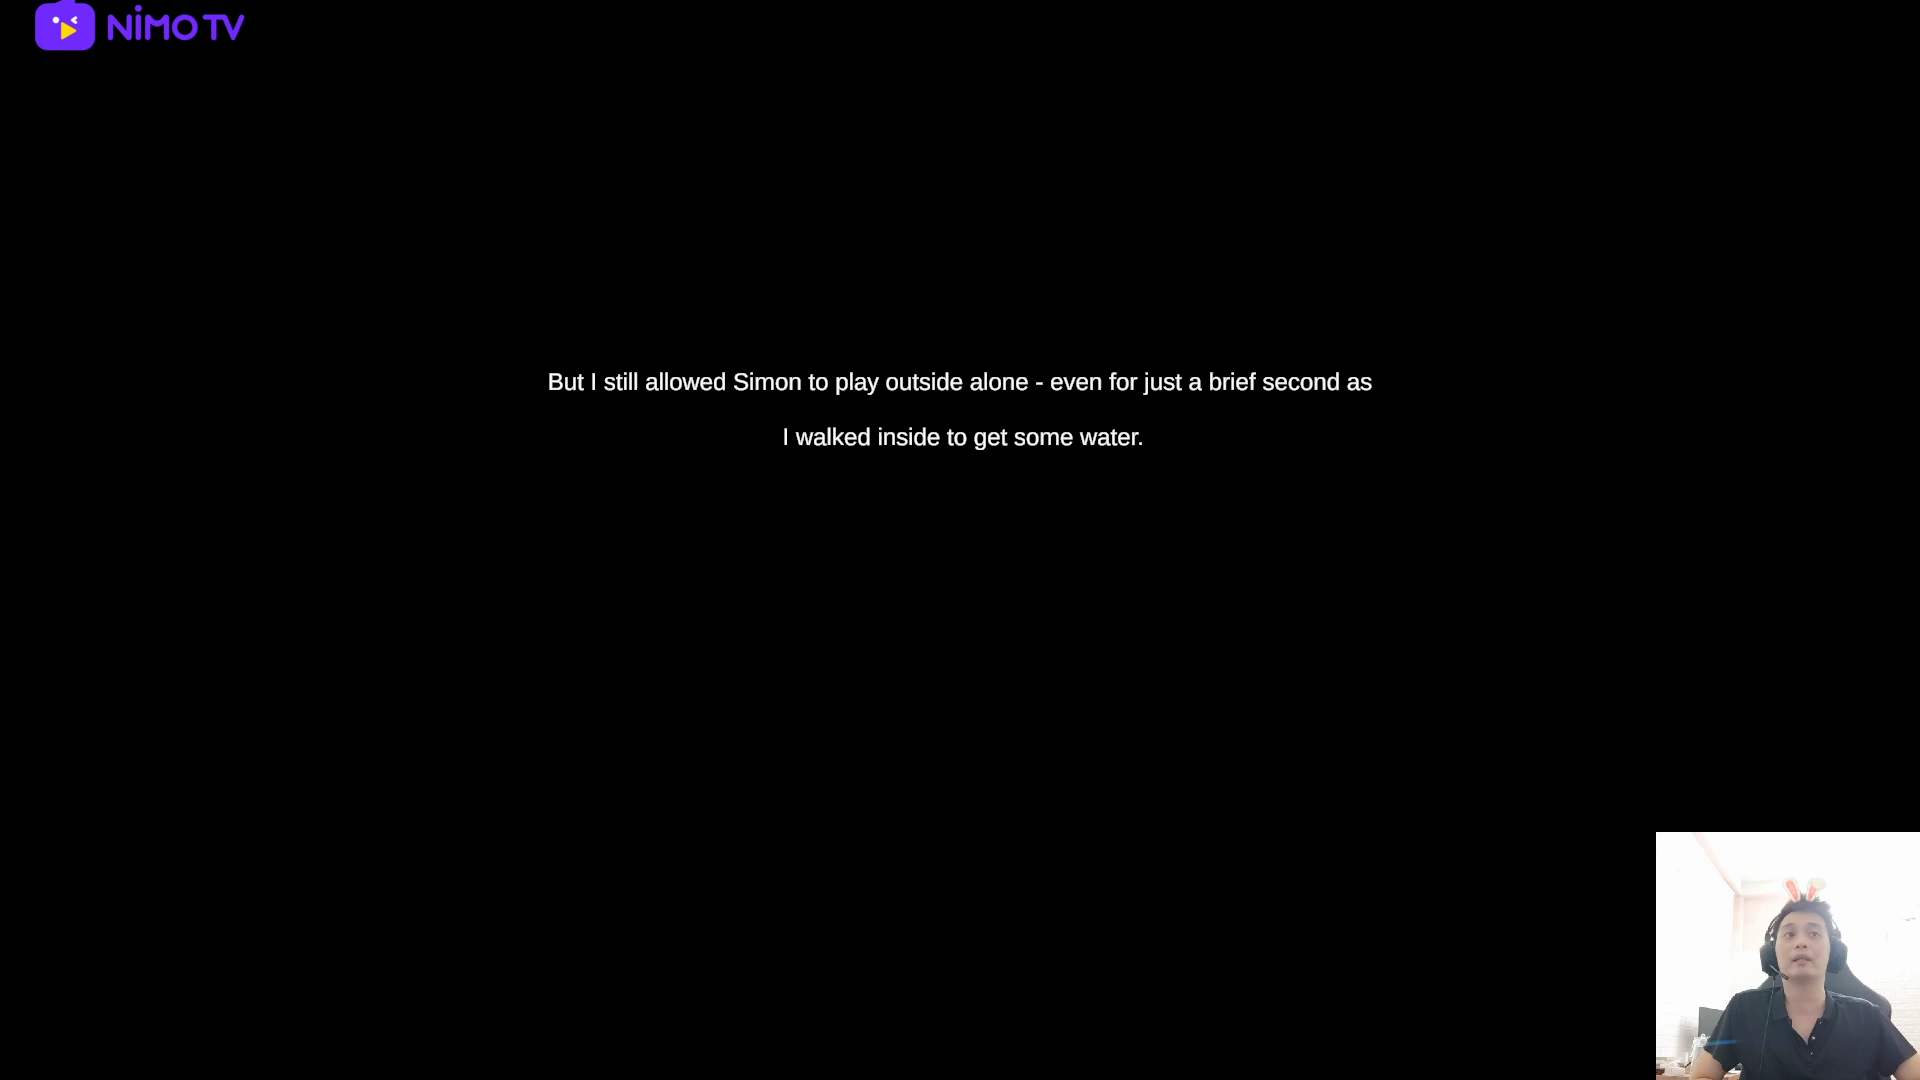 NIMO TV
But I still allowed Simon to play outside alone - even for just a brief second as
I walked inside to get some water.